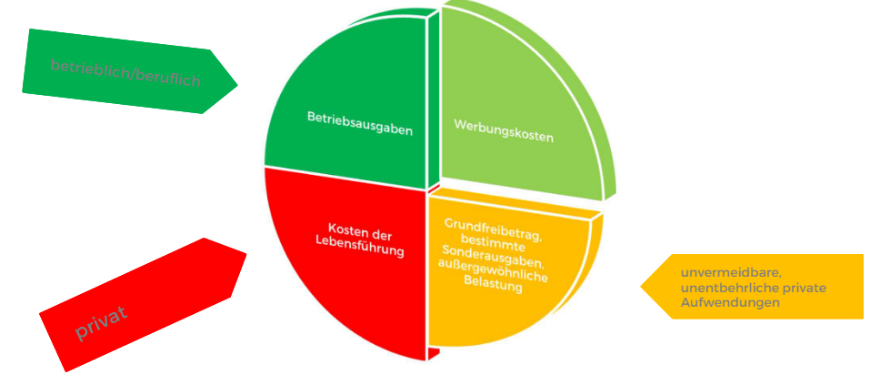 betrieblich/beruflich
Betriebsausgaben
Werbungskosten
Kosten der
Lebensführung
Grundfreibetrag,
bestimmte
Sonderausgaben,
außergewöhnliche
Belastung
privat
unvermeidbare,
unentbehrliche private
Aufwendungen